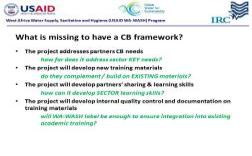 USAID
FROM THE AMERICAN PEOPLE
IRC
West Africa Water Supply, Sanitation and Hygiene (USAID WA-WASH) Program
What is missing to have a CB framework?
• The project addresses partners CB needs
how far does it address sector KEY needs?
• The project will develop new training materials
do they complement / build on EXISTING materials?
• The project will develop partners' sharing & learning skills
how can it develop SECTOR learning skills?
• The project will develop internal quality control and documentation on
training materials
will WA-WASH label be enough to ensure integration into existing
academic training?